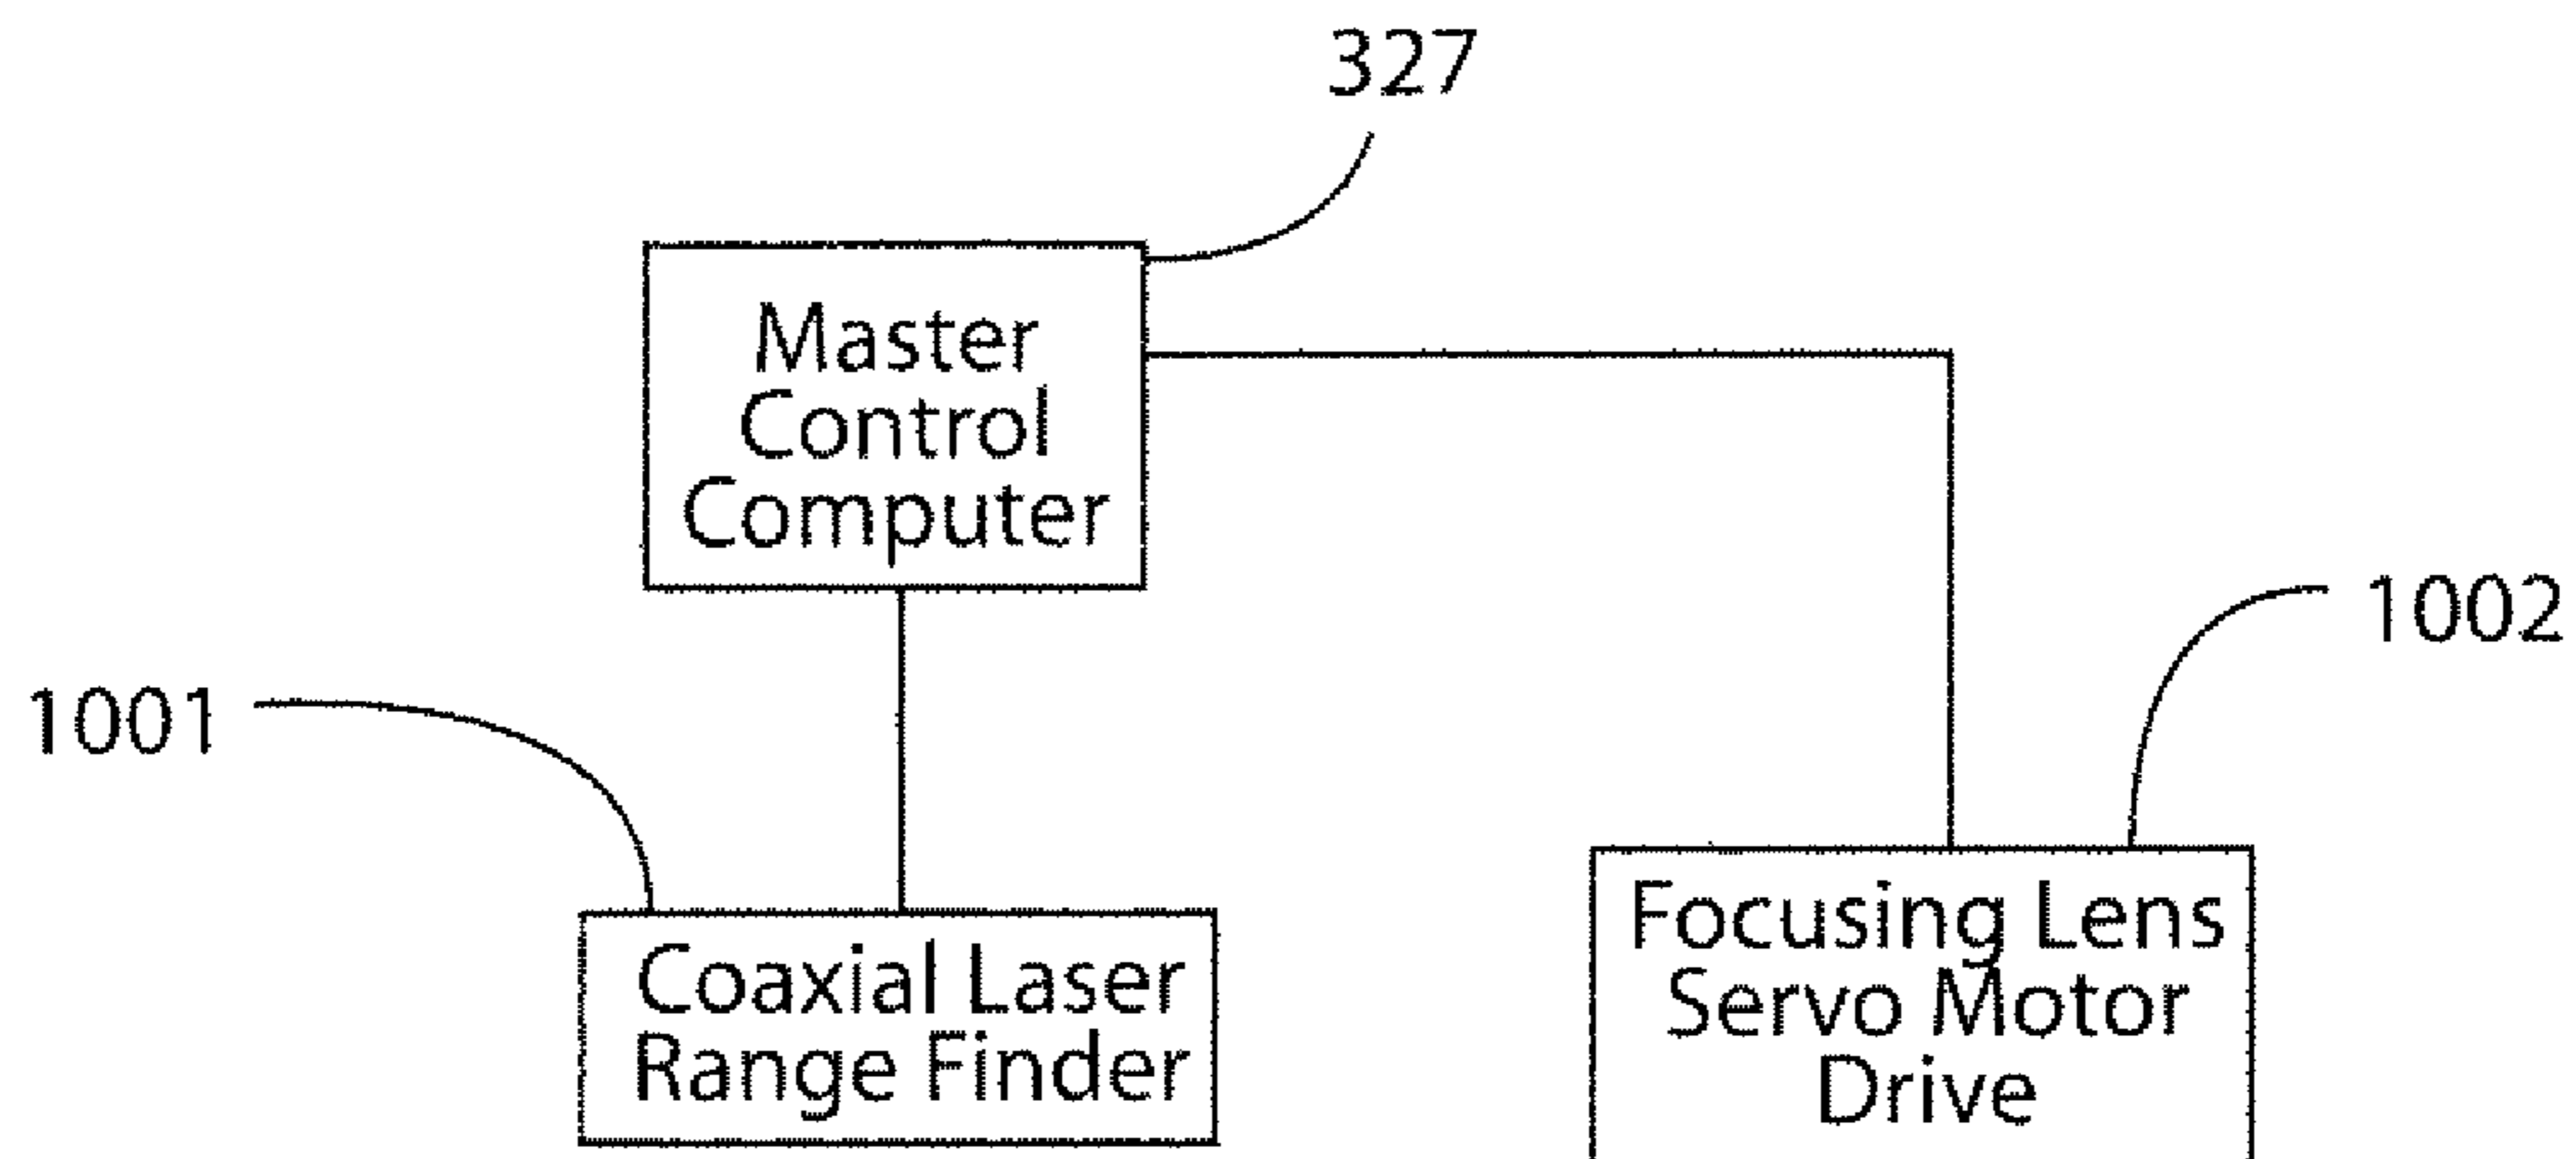 327
Master
Control
Computer
1002
1001
Coaxial Laser
Range Finder
Focusing Lens
Servo Motor
Drive